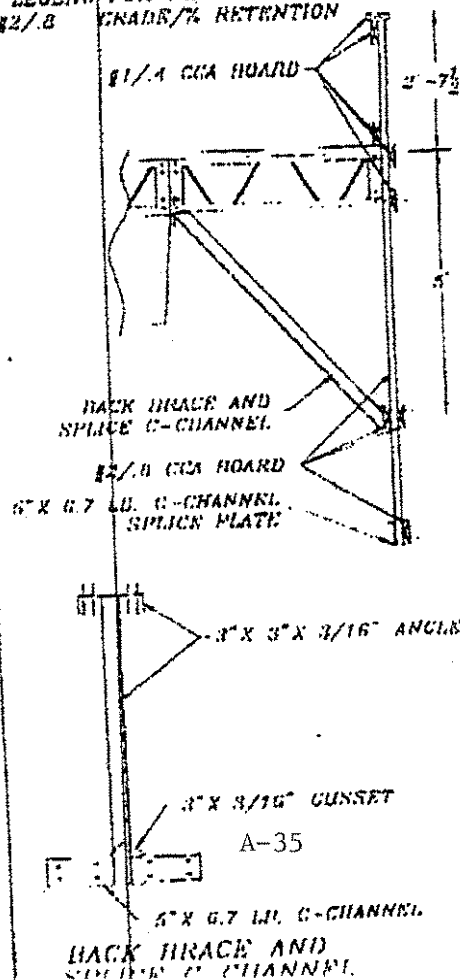 #2/.8 GRADE/% RETENTION
#1/.4 CCA BOARD
2'-7½
BACK BRACE AND
SPLICE C-CHANNEL
#2/.8 CCA BOARD
6" X 6.7 LB. C-CHANNEL
SPLICE PLATE
3" X 3" X 3/16" ANGLE
3" X 3/16" GUSSET
A-35
6" X 6.7 LB. C-CHANNEL
BACK BRACE AND
SPLICE C CHANNEL